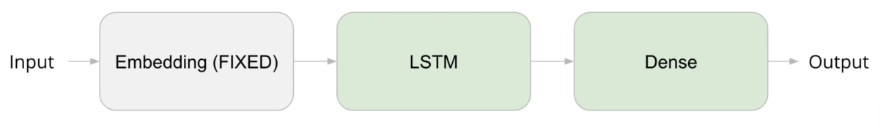 Input
Embedding (FIXED)
LSTM
Dense
Output